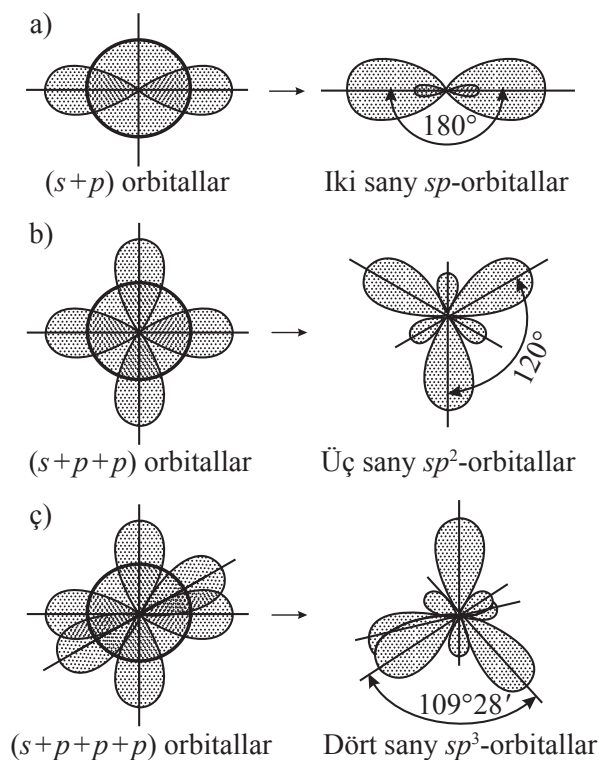 a)
180°
(s+p) orbitallar
Iki sany sp-orbitallar
b)
120°
(s+p+p) orbitallar
Üç sany sp²-orbitallar
ç)
109°28′
(s+p+p+p) orbitallar
Dört sany sp³-orbitallar